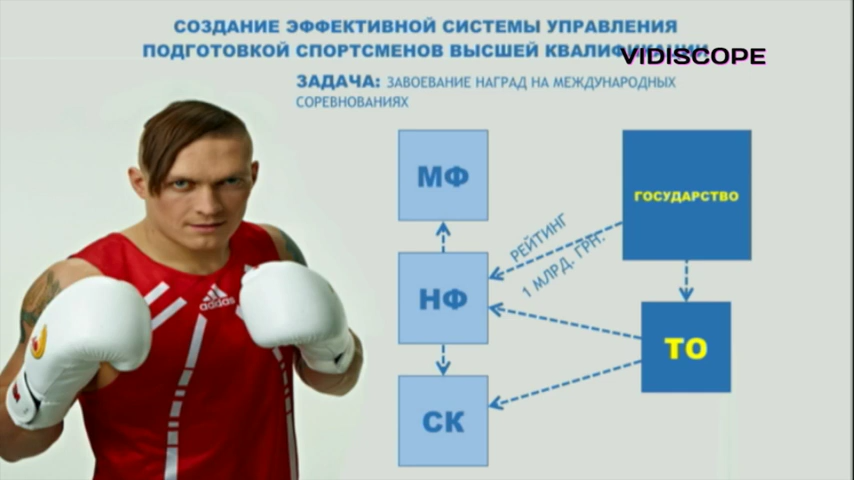 СОЗДАНИЕ ЭФФЕКТИВНОЙ СИСТЕМЫ УПРАВЛЕНИЯ
ПОДГОТОВКОЙ СПОРТСМЕНОВ ВЫСШЕЙ КВАЛИФИКАЦИИ
VIDISCOPE
ЗАДАЧА: ЗАВОЕВАНИЕ НАГРАД НА МЕЖДУНАРОДНЫХ
СОРЕВНОВАНИЯХ
МФ
ГОСУДАРСТВО
РЕЙТИНГ
1 МЛРД. ГРН.
НФ
adidas
ТО
СК